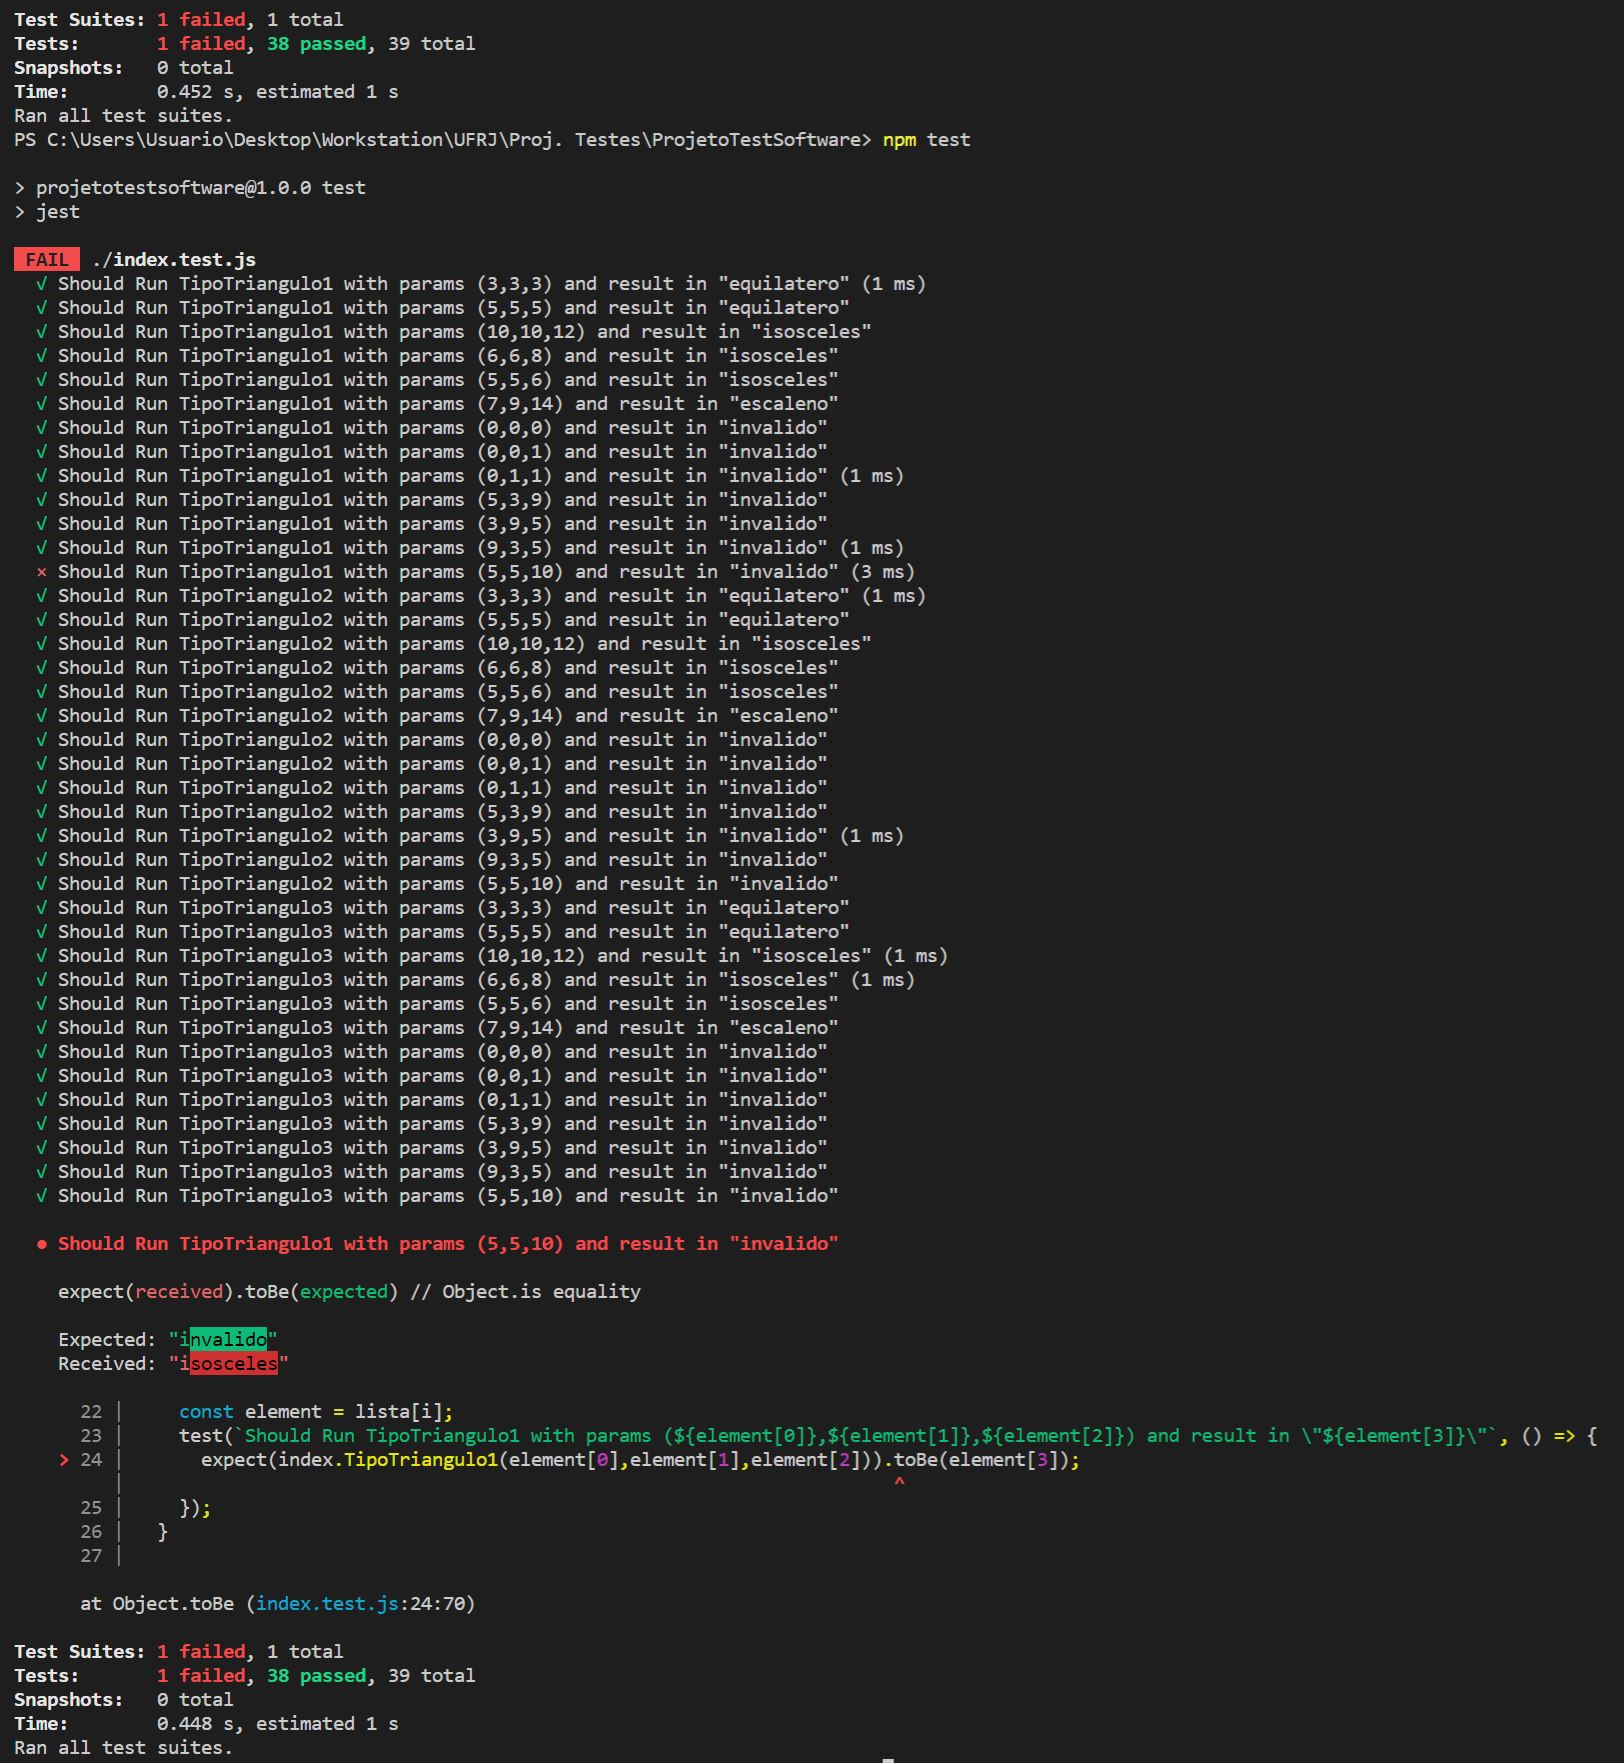 Test Suites: 1 failed, 1 total
Tests:       1 failed, 38 passed, 39 total
Snapshots:   0 total
Time:        0.452 s, estimated 1 s
Ran all test suites.
PS C:\Users\Usuario\Desktop\Workstation\UFRJ\Proj. Testes\ProjetoTestSoftware> npm test
> projetotestsoftware@1.0.0 test
> jest
FAIL ./index.test.js
√ Should Run TipoTriangulo1 with params (3,3,3) and result in "equilatero" (1 ms)
√ Should Run TipoTriangulo1 with params (5,5,5) and result in "equilatero"
√ Should Run TipoTriangulo1 with params (10,10,12) and result in "isosceles"
√ Should Run TipoTriangulo1 with params (6,6,8) and result in "isosceles"
√ Should Run TipoTriangulo1 with params (5,5,6) and result in "isosceles"
√ Should Run TipoTriangulo1 with params (7,9,14) and result in "escaleno"
√ Should Run TipoTriangulo1 with params (0,0,0) and result in "invalido"
√ Should Run TipoTriangulo1 with params (0,0,1) and result in "invalido"
√ Should Run TipoTriangulo1 with params (0,1,1) and result in "invalido" (1 ms)
√ Should Run TipoTriangulo1 with params (5,3,9) and result in "invalido"
√ Should Run TipoTriangulo1 with params (3,9,5) and result in "invalido"
√ Should Run TipoTriangulo1 with params (9,3,5) and result in "invalido" (1 ms)
× Should Run TipoTriangulo1 with params (5,5,10) and result in "invalido" (3 ms)
√ Should Run TipoTriangulo2 with params (3,3,3) and result in "equilatero" (1 ms)
√ Should Run TipoTriangulo2 with params (5,5,5) and result in "equilatero"
√ Should Run TipoTriangulo2 with params (10,10,12) and result in "isosceles"
√ Should Run TipoTriangulo2 with params (6,6,8) and result in "isosceles"
√ Should Run TipoTriangulo2 with params (5,5,6) and result in "isosceles"
√ Should Run TipoTriangulo2 with params (7,9,14) and result in "escaleno"
√ Should Run TipoTriangulo2 with params (0,0,0) and result in "invalido"
√ Should Run TipoTriangulo2 with params (0,0,1) and result in "invalido"
√ Should Run TipoTriangulo2 with params (0,1,1) and result in "invalido"
√ Should Run TipoTriangulo2 with params (5,3,9) and result in "invalido"
√ Should Run TipoTriangulo2 with params (3,9,5) and result in "invalido" (1 ms)
√ Should Run TipoTriangulo2 with params (9,3,5) and result in "invalido"
√ Should Run TipoTriangulo2 with params (5,5,10) and result in "invalido"
√ Should Run TipoTriangulo3 with params (3,3,3) and result in "equilatero"
√ Should Run TipoTriangulo3 with params (5,5,5) and result in "equilatero"
√ Should Run TipoTriangulo3 with params (10,10,12) and result in "isosceles" (1 ms)
√ Should Run TipoTriangulo3 with params (6,6,8) and result in "isosceles" (1 ms)
√ Should Run TipoTriangulo3 with params (5,5,6) and result in "isosceles"
√ Should Run TipoTriangulo3 with params (7,9,14) and result in "escaleno"
√ Should Run TipoTriangulo3 with params (0,0,0) and result in "invalido"
√ Should Run TipoTriangulo3 with params (0,0,1) and result in "invalido"
√ Should Run TipoTriangulo3 with params (0,1,1) and result in "invalido"
√ Should Run TipoTriangulo3 with params (5,3,9) and result in "invalido"
√ Should Run TipoTriangulo3 with params (3,9,5) and result in "invalido"
√ Should Run TipoTriangulo3 with params (9,3,5) and result in "invalido"
√ Should Run TipoTriangulo3 with params (5,5,10) and result in "invalido"
● Should Run TipoTriangulo1 with params (5,5,10) and result in "invalido"
expect(received).toBe(expected) // Object.is equality
Expected: "invalido"
Received: "isosceles"
22 |     const element = lista[i];
23 |     test(`Should Run TipoTriangulo1 with params (${element[0]},${element[1]},${element[2]}) and result in \"${element[3]}\"`, () => {
> 24 |       expect(index.TipoTriangulo1(element[0],element[1],element[2])).toBe(element[3]);
|                                                                      ^
25 |     });
26 |   }
27 |
at Object.toBe (index.test.js:24:70)
Test Suites: 1 failed, 1 total
Tests:       1 failed, 38 passed, 39 total
Snapshots:   0 total
Time:        0.448 s, estimated 1 s
Ran all test suites.